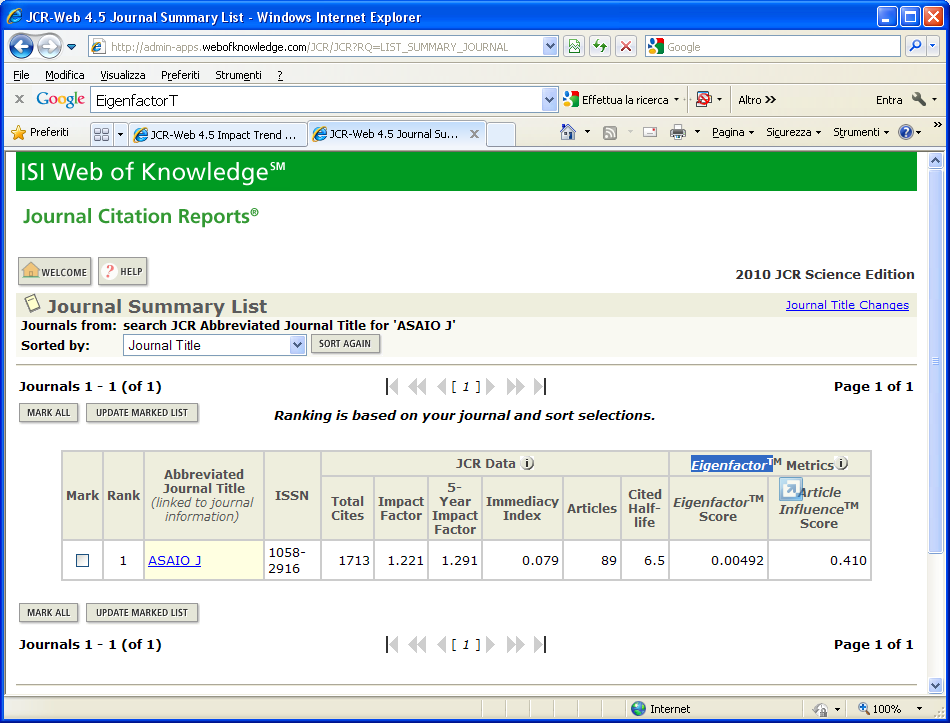 JCR-Web 4.5 Journal Summary List - Windows Internet Explorer
http://admin-apps.webofknowledge.com/JCR/JCR?RQ=LIST_SUMMARY_JOURNAL
Google
File Modifica Visualizza Preferiti Strumenti ?
x Google EigenfactorT Effettua la ricerca Altro >> Entra
Preferiti JCR-Web 4.5 Impact Trend ... JCR-Web 4.5 Journal Su... X Pagina Sicurezza Strumenti >>
ISI Web of Knowledge℠
Journal Citation Reports®
WELCOME ? HELP
2010 JCR Science Edition
Journal Summary List Journal Title Changes
Journals from: search JCR Abbreviated Journal Title for 'ASAIO J'
Sorted by: Journal Title SORT AGAIN
Journals 1 - 1 (of 1) [ 1 ] Page 1 of 1
MARK ALL UPDATE MARKED LIST Ranking is based on your journal and sort selections.
Mark Rank Abbreviated Journal Title (linked to journal information) ISSN JCR Data i Eigenfactor™ Metrics i
Total Cites Impact Factor 5-Year Impact Factor Immediacy Index Articles Cited Half-life Eigenfactor™ Score Article Influence™ Score
1 ASAIO J 1058-2916 1713 1.221 1.291 0.079 89 6.5 0.00492 0.410
MARK ALL UPDATE MARKED LIST
Journals 1 - 1 (of 1) [ 1 ] Page 1 of 1
Internet 100%